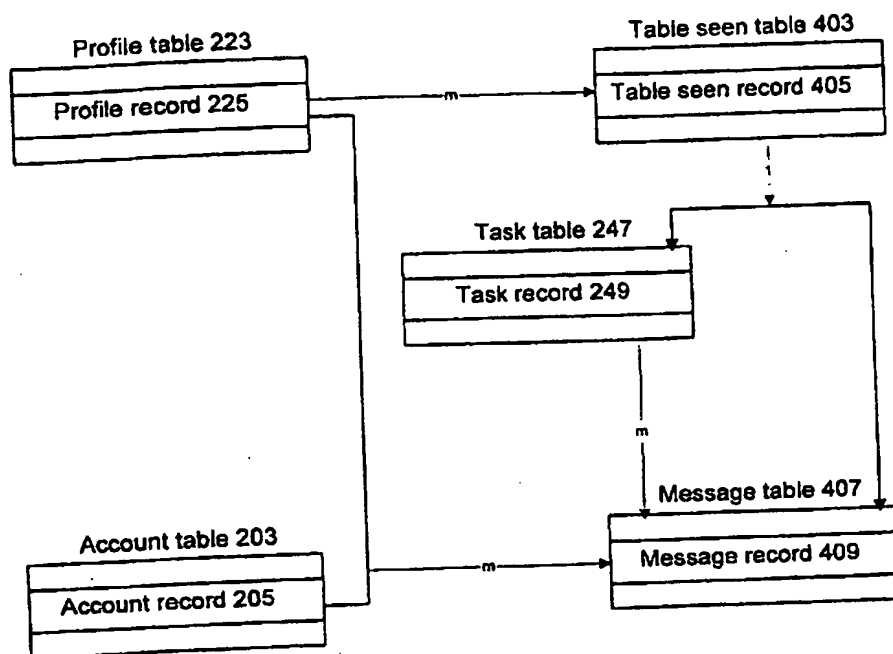 Profile table 223
Profile record 225
Table seen table 403
Table seen record 405
m
1
Task table 247
Task record 249
m
Message table 407
Message record 409
Account table 203
Account record 205
m